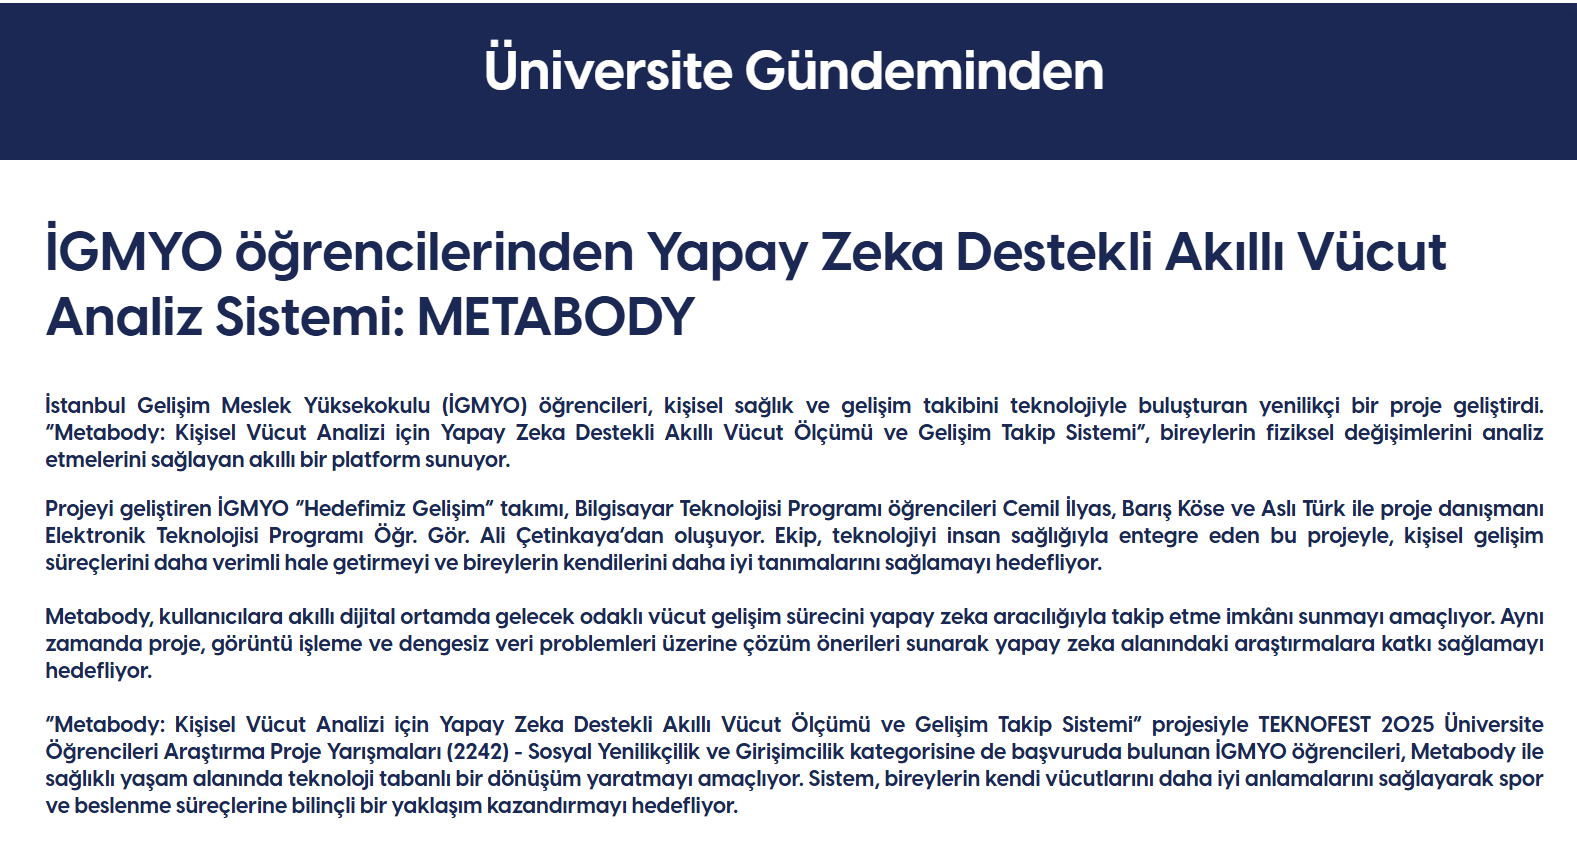 Üniversite Gündeminden
İGMYO öğrencilerinden Yapay Zeka Destekli Akıllı Vücut
Analiz Sistemi: METABODY
İstanbul Gelişim Meslek Yüksekokulu (İGMYO) öğrencileri, kişisel sağlık ve gelişim takibini teknolojiyle buluşturan yenilikçi bir proje geliştirdi.
“Metabody: Kişisel Vücut Analizi için Yapay Zeka Destekli Akıllı Vücut Ölçümü ve Gelişim Takip Sistemi”, bireylerin fiziksel değişimlerini analiz
etmelerini sağlayan akıllı bir platform sunuyor.
Projeyi geliştiren İGMYO “Hedefimiz Gelişim” takımı, Bilgisayar Teknolojisi Programı öğrencileri Cemil İlyas, Barış Köse ve Aslı Türk ile proje danışmanı
Elektronik Teknolojisi Programı Öğr. Gör. Ali Çetinkaya’dan oluşuyor. Ekip, teknolojiyi insan sağlığıyla entegre eden bu projeyle, kişisel gelişim
süreçlerini daha verimli hale getirmeyi ve bireylerin kendilerini daha iyi tanımalarını sağlamayı hedefliyor.
Metabody, kullanıcılara akıllı dijital ortamda gelecek odaklı vücut gelişim sürecini yapay zeka aracılığıyla takip etme imkânı sunmayı amaçlıyor. Aynı
zamanda proje, görüntü işleme ve dengesiz veri problemleri üzerine çözüm önerileri sunarak yapay zeka alanındaki araştırmalara katkı sağlamayı
hedefliyor.
“Metabody: Kişisel Vücut Analizi için Yapay Zeka Destekli Akıllı Vücut Ölçümü ve Gelişim Takip Sistemi” projesiyle TEKNOFEST 2025 Üniversite
Öğrencileri Araştırma Proje Yarışmaları (2242) - Sosyal Yenilikçilik ve Girişimcilik kategorisine de başvuruda bulunan İGMYO öğrencileri, Metabody ile
sağlıklı yaşam alanında teknoloji tabanlı bir dönüşüm yaratmayı amaçlıyor. Sistem, bireylerin kendi vücutlarını daha iyi anlamalarını sağlayarak spor
ve beslenme süreçlerine bilinçli bir yaklaşım kazandırmayı hedefliyor.